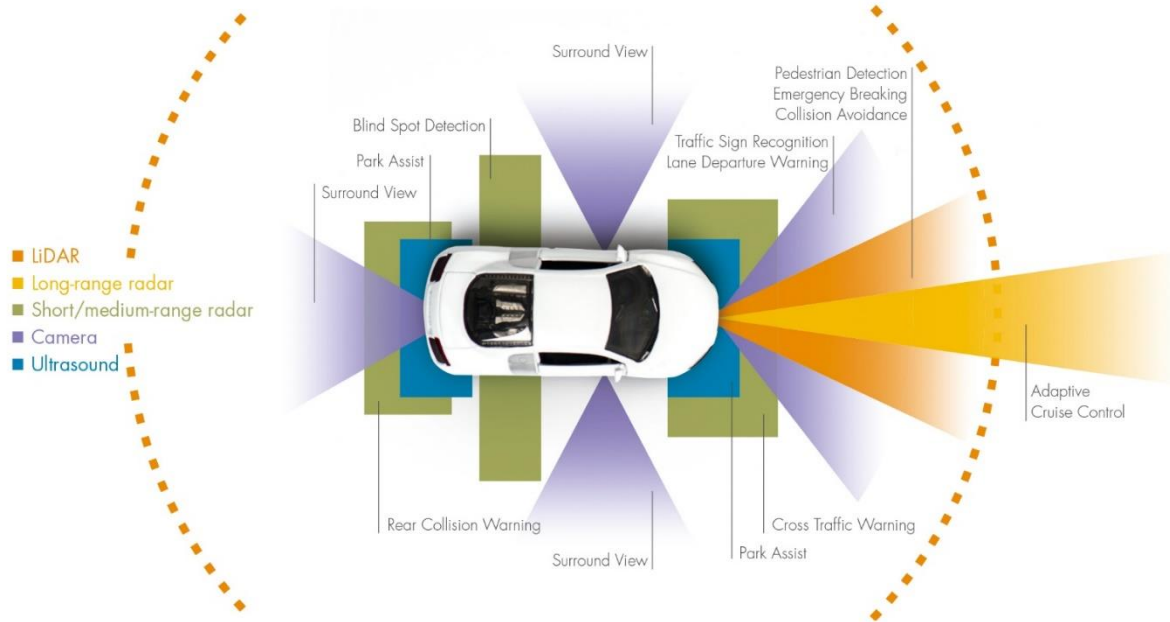 Surround View
Pedestrian Detection
Emergency Breaking
Collision Avoidance
Blind Spot Detection
Traffic Sign Recognition
Lane Departure Warning
Park Assist
Surround View
LiDAR
Long-range radar
Short/medium-range radar
Camera
Ultrasound
Adaptive
Cruise Control
Rear Collision Warning
Cross Traffic Warning
Park Assist
Surround View